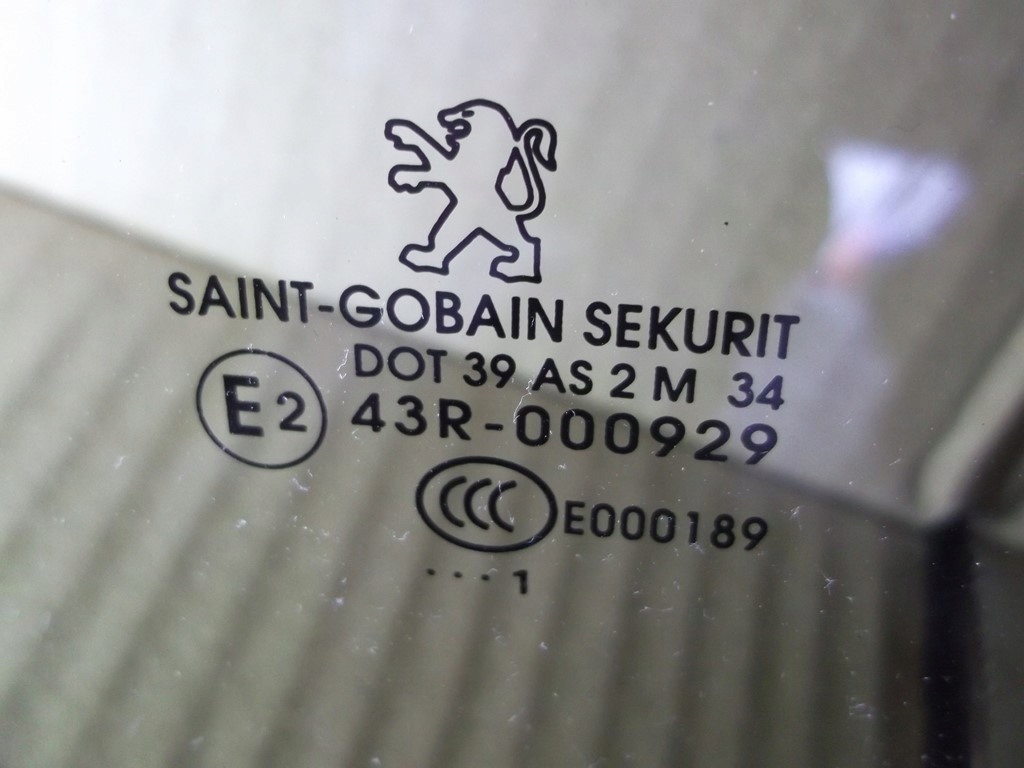 SAINT-GOBAIN SEKURIT
DOT 39 AS 2 M 34
E2 43R-000929
CCC E000189
... 1